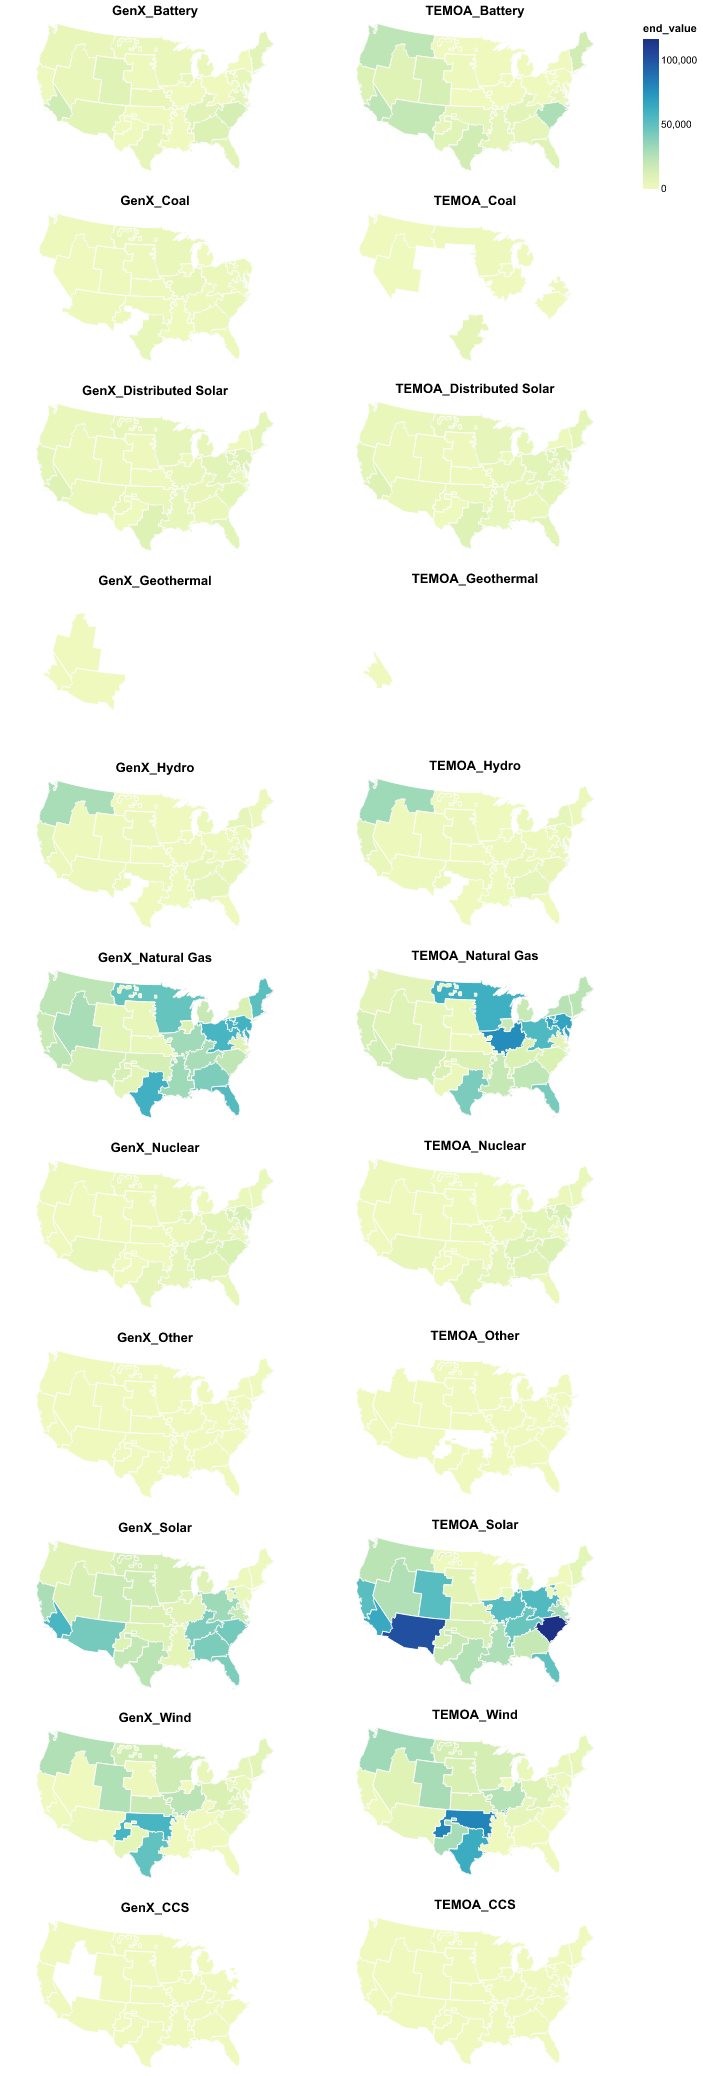 GenX_Battery
TEMOA_Battery
end_value
100,000
50,000
0
GenX_Coal
TEMOA_Coal
GenX_Distributed Solar
TEMOA_Distributed Solar
GenX_Geothermal
TEMOA_Geothermal
GenX_Hydro
TEMOA_Hydro
GenX_Natural Gas
TEMOA_Natural Gas
GenX_Nuclear
TEMOA_Nuclear
GenX_Other
TEMOA_Other
GenX_Solar
TEMOA_Solar
GenX_Wind
TEMOA_Wind
GenX_CCS
TEMOA_CCS